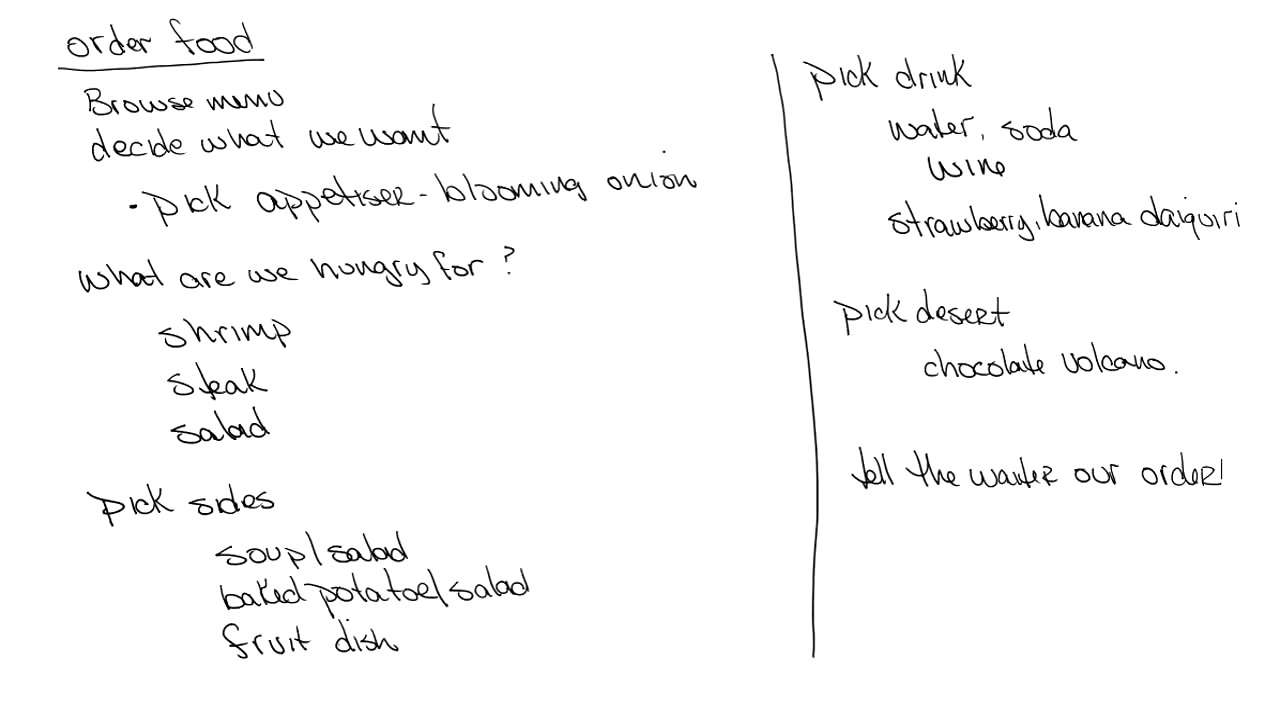 order food
Browse menu
decide what we want
• pick appetiser - blooming onion
what are we hungry for?
shrimp
steak
salad
pick sides
soup/salad
baked potatoe/salad
fruit dish
pick drink
water, soda
wine
strawberry, banana daiquiri
pick desert
chocolate volcano.
tell the waiter our order!